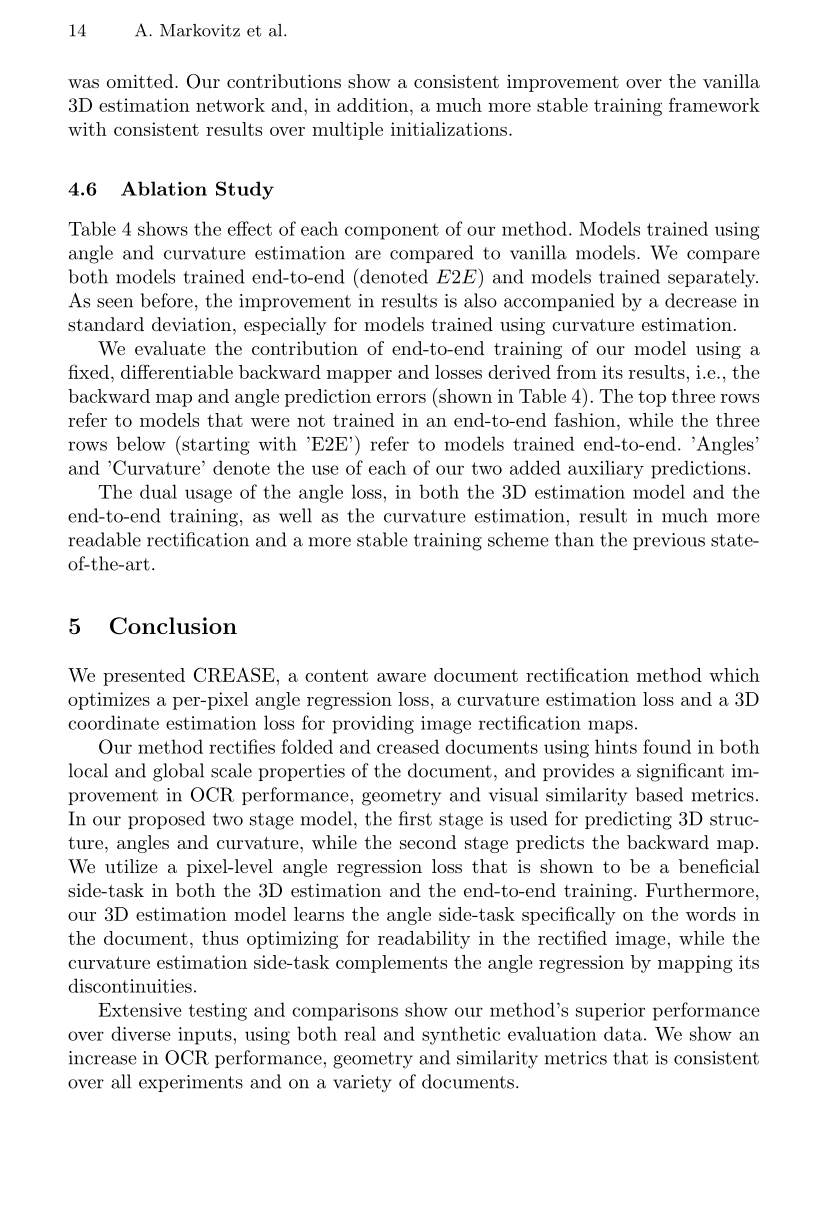 14 A. Markovitz et al.
was omitted. Our contributions show a consistent improvement over the vanilla
3D estimation network and, in addition, a much more stable training framework
with consistent results over multiple initializations.
4.6 Ablation Study
Table 4 shows the effect of each component of our method. Models trained using
angle and curvature estimation are compared to vanilla models. We compare
both models trained end-to-end (denoted E2E) and models trained separately.
As seen before, the improvement in results is also accompanied by a decrease in
standard deviation, especially for models trained using curvature estimation.
We evaluate the contribution of end-to-end training of our model using a
fixed, differentiable backward mapper and losses derived from its results, i.e., the
backward map and angle prediction errors (shown in Table 4). The top three rows
refer to models that were not trained in an end-to-end fashion, while the three
rows below (starting with 'E2E') refer to models trained end-to-end. 'Angles'
and 'Curvature' denote the use of each of our two added auxiliary predictions.
The dual usage of the angle loss, in both the 3D estimation model and the
end-to-end training, as well as the curvature estimation, result in much more
readable rectification and a more stable training scheme than the previous state-
of-the-art.
5 Conclusion
We presented CREASE, a content aware document rectification method which
optimizes a per-pixel angle regression loss, a curvature estimation loss and a 3D
coordinate estimation loss for providing image rectification maps.
Our method rectifies folded and creased documents using hints found in both
local and global scale properties of the document, and provides a significant im-
provement in OCR performance, geometry and visual similarity based metrics.
In our proposed two stage model, the first stage is used for predicting 3D struc-
ture, angles and curvature, while the second stage predicts the backward map.
We utilize a pixel-level angle regression loss that is shown to be a beneficial
side-task in both the 3D estimation and the end-to-end training. Furthermore,
our 3D estimation model learns the angle side-task specifically on the words in
the document, thus optimizing for readability in the rectified image, while the
curvature estimation side-task complements the angle regression by mapping its
discontinuities.
Extensive testing and comparisons show our method's superior performance
over diverse inputs, using both real and synthetic evaluation data. We show an
increase in OCR performance, geometry and similarity metrics that is consistent
over all experiments and on a variety of documents.